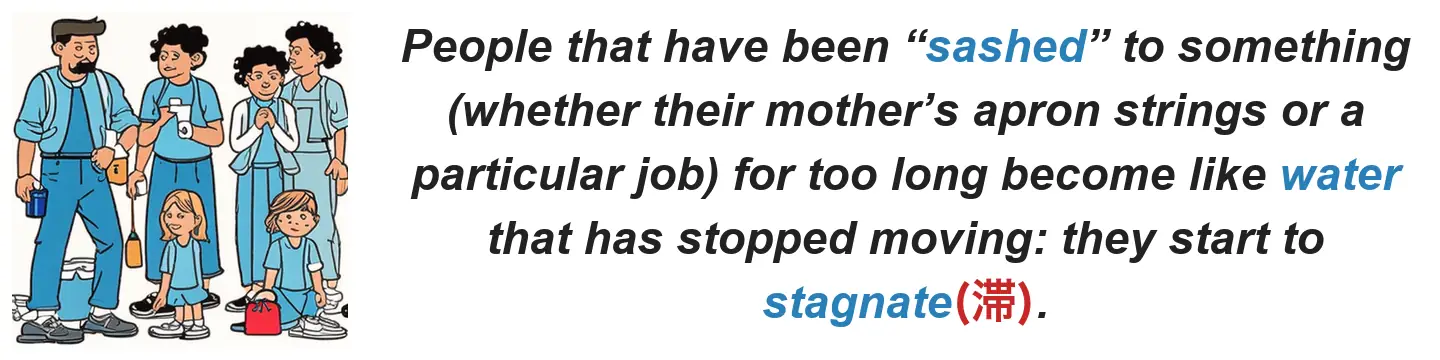 People that have been “sashed” to something
(whether their mother’s apron strings or a
particular job) for too long become like water
that has stopped moving: they start to
stagnate(滞).